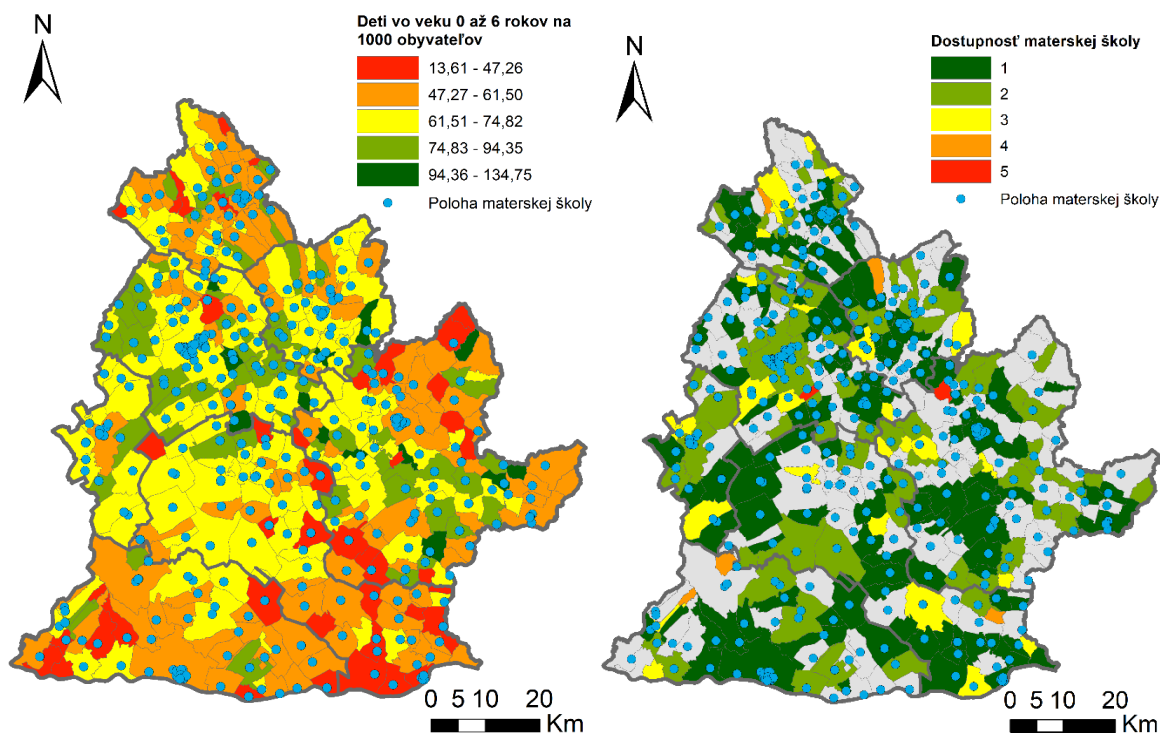 N
Deti vo veku 0 až 6 rokov na
1000 obyvateľov
13,61 - 47,26
47,27 - 61,50
61,51 - 74,82
74,83 - 94,35
94,36 - 134,75
Poloha materskej školy
0 5 10 20
Km
N
Dostupnosť materskej školy
1
2
3
4
5
Poloha materskej školy
0 5 10 20
Km